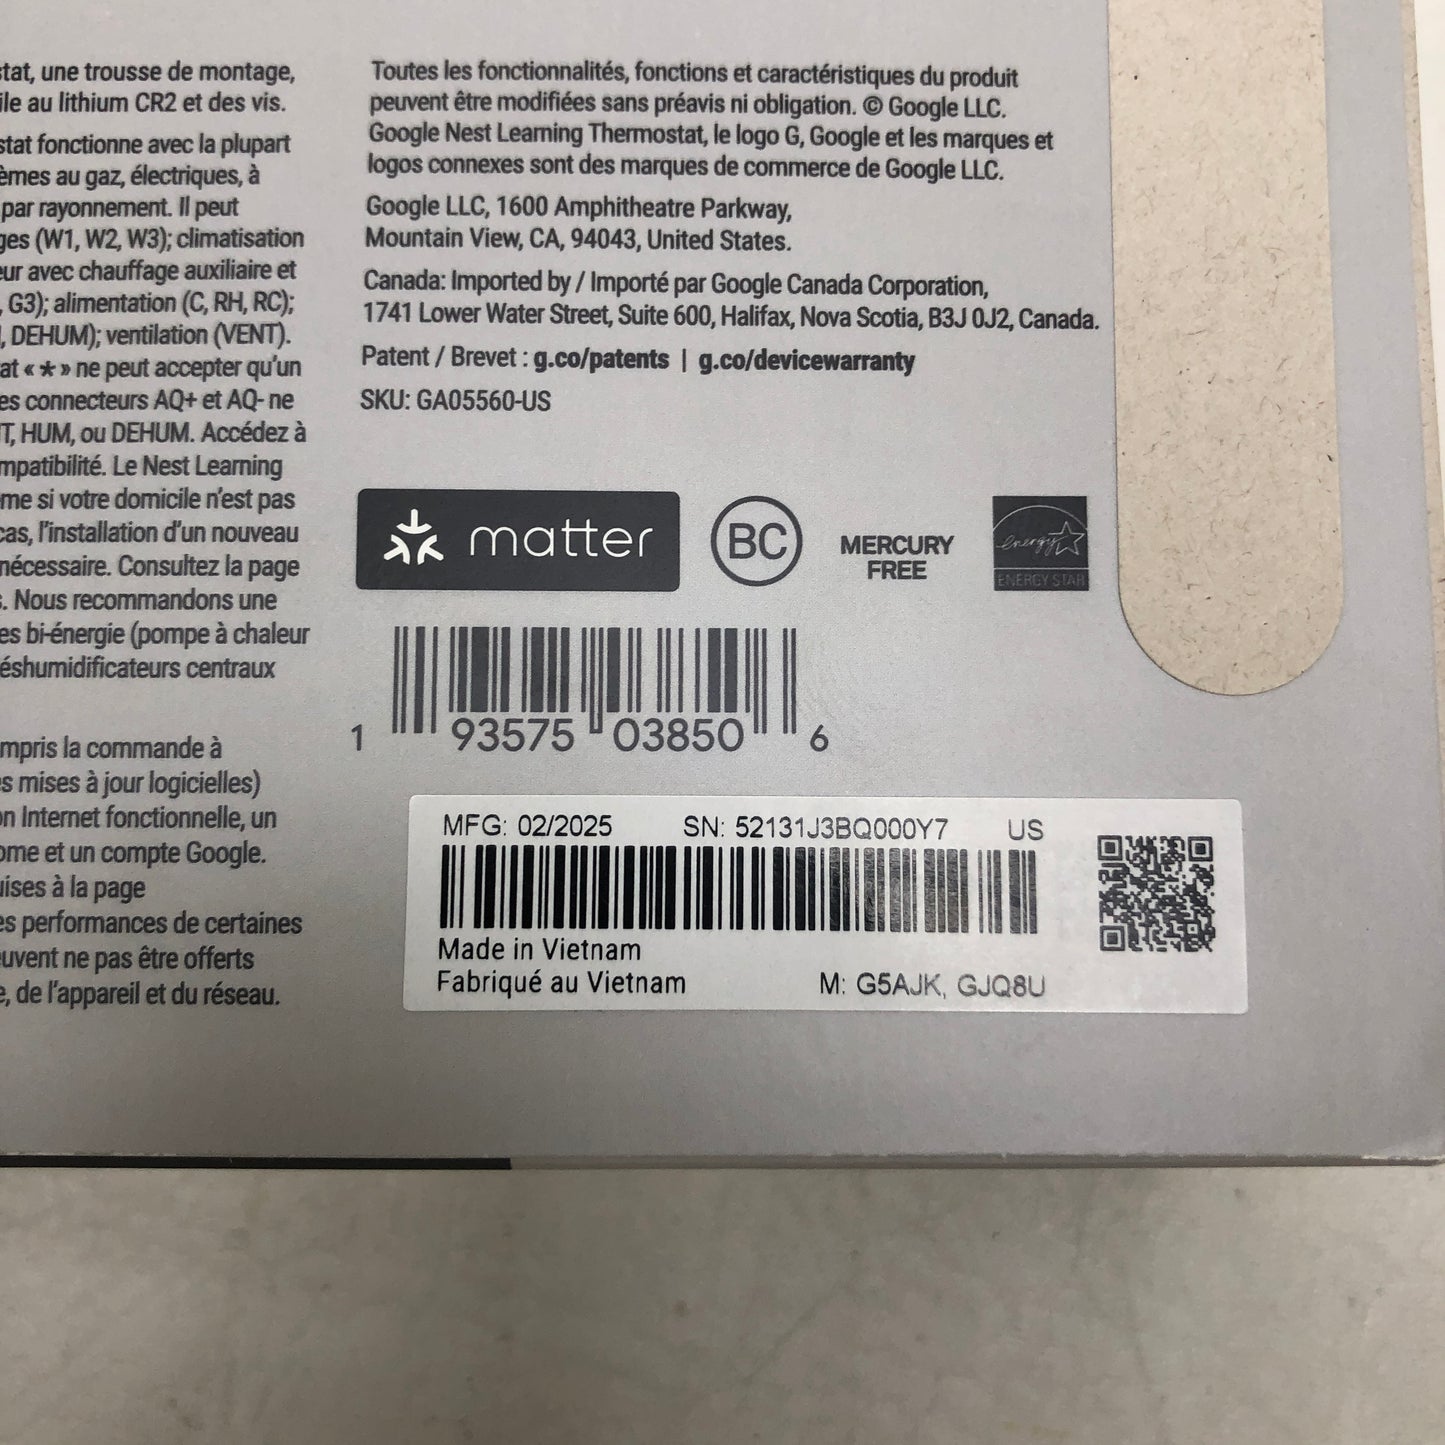 stat, une trousse de montage,
ile au lithium CR2 et des vis.
stat fonctionne avec la plupart
èmes au gaz, électriques, à
par rayonnement. Il peut
ges (W1, W2, W3); climatisation
eur avec chauffage auxiliaire et
, G3); alimentation (C, RH, RC);
, DEHUM); ventilation (VENT).
at « * » ne peut accepter qu’un
es connecteurs AQ+ et AQ- ne
T, HUM, ou DEHUM. Accédez à
mpatibilité. Le Nest Learning
me si votre domicile n’est pas
cas, l’installation d’un nouveau
nécessaire. Consultez la page
s. Nous recommandons une
es bi-énergie (pompe à chaleur
éshumidificateurs centraux
mpris la commande à
es mises à jour logicielles)
on Internet fonctionnelle, un
ome et un compte Google.
uises à la page
es performances de certaines
euvent ne pas être offerts
e, de l’appareil et du réseau.
Toutes les fonctionnalités, fonctions et caractéristiques du produit
peuvent être modifiées sans préavis ni obligation. © Google LLC.
Google Nest Learning Thermostat, le logo G, Google et les marques et
logos connexes sont des marques de commerce de Google LLC.
Google LLC, 1600 Amphitheatre Parkway,
Mountain View, CA, 94043, United States.
Canada: Imported by / Importé par Google Canada Corporation,
1741 Lower Water Street, Suite 600, Halifax, Nova Scotia, B3J 0J2, Canada.
Patent / Brevet : g.co/patents | g.co/devicewarranty
SKU: GA05560-US
matter
BC
MERCURY
FREE
energy
ENERGY STAR
1 93575 03850 6
MFG: 02/2025 SN: 52131J3BQ000Y7 US
Made in Vietnam
Fabriqué au Vietnam M: G5AJK, GJQ8U